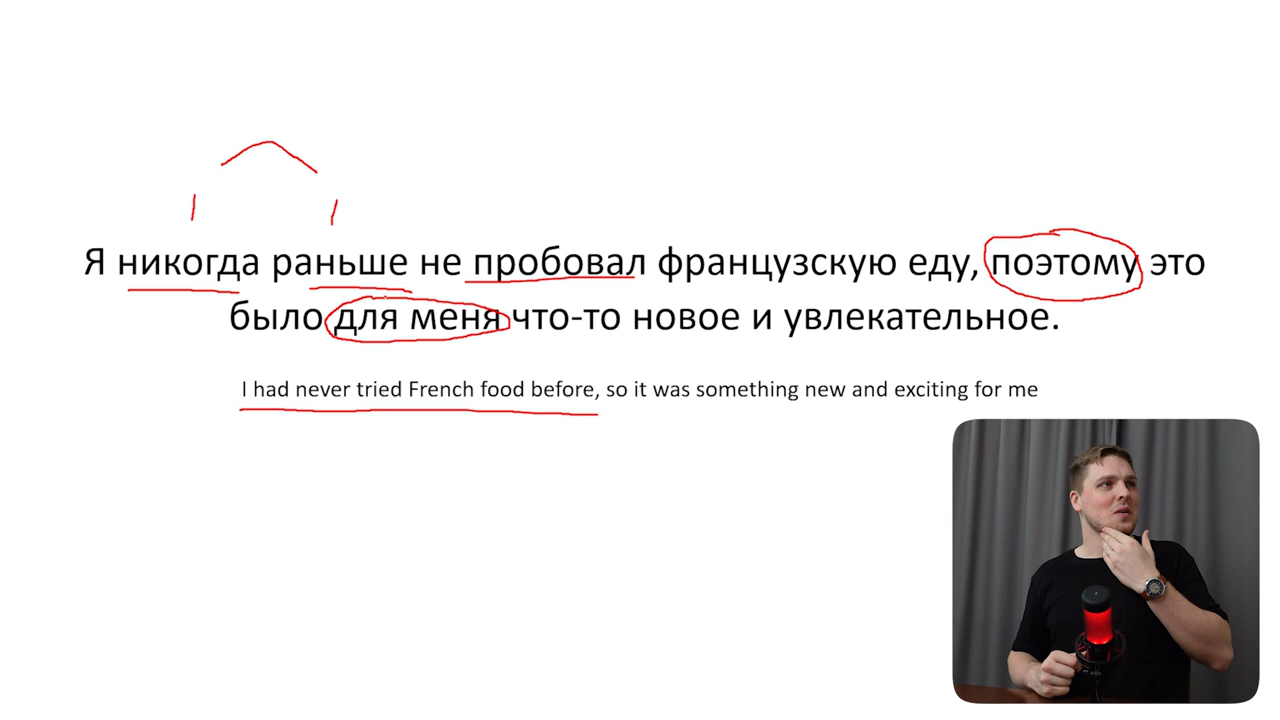 Я никогда раньше не пробовал французскую еду, поэтому это
было для меня что-то новое и увлекательное.
I had never tried French food before, so it was something new and exciting for me